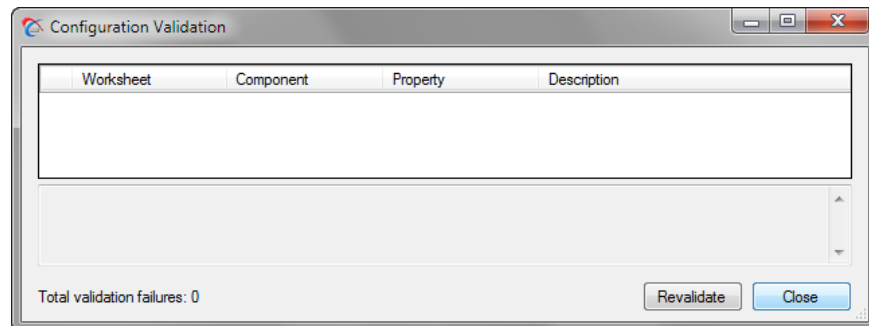 Configuration Validation
Worksheet Component Property Description
Total validation failures: 0 Revalidate Close